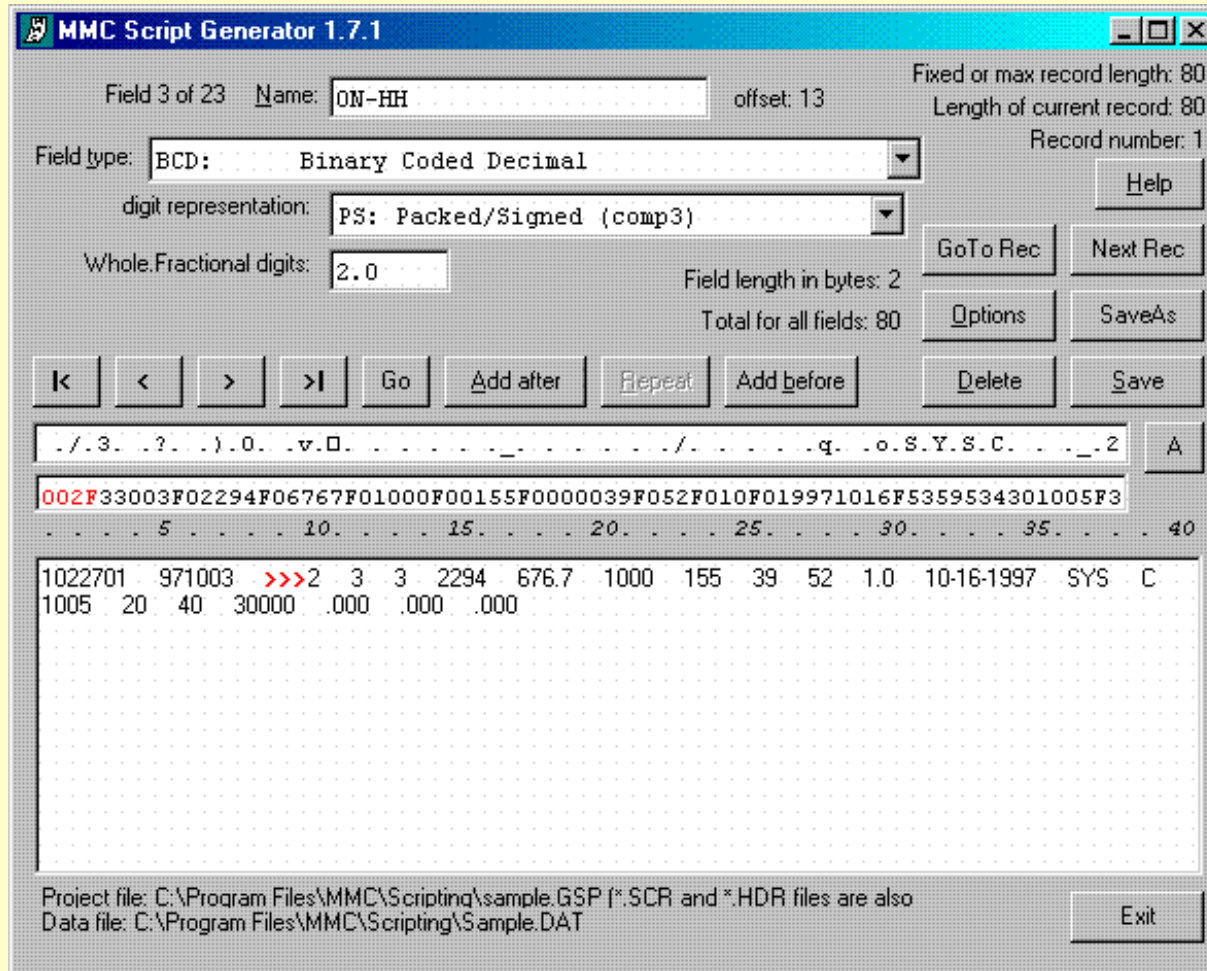 MMC Script Generator 1.7.1
Field 3 of 23 Name: ON-HH offset: 13
Fixed or max record length: 80
Length of current record: 80
Record number: 1
Field type: BCD: Binary Coded Decimal
Help
digit representation: PS: Packed/Signed (comp3)
GoTo Rec Next Rec
Whole.Fractional digits: 2.0
Field length in bytes: 2
Total for all fields: 80
Options SaveAs
|< < > >| Go Add after Repeat Add before Delete Save
../.3...?...).0...v.□............_............/.........q...o.S.Y.S.C......_.2
A
002F33003F02294F06767F01000F00155F0000039F052F010F019971016F5359534301005F3
. . . . 5 . . . . 10. . . . 15. . . . 20. . . . 25. . . . 30. . . . 35. . . . 40
1022701 971003 >>>2 3 3 2294 676.7 1000 155 39 52 1.0 10-16-1997 SYS C
1005 20 40 30000 .000 .000 .000
Project file: C:\Program Files\MMC\Scripting\sample.GSP (*.SCR and *.HDR files are also
Data file: C:\Program Files\MMC\Scripting\Sample.DAT
Exit